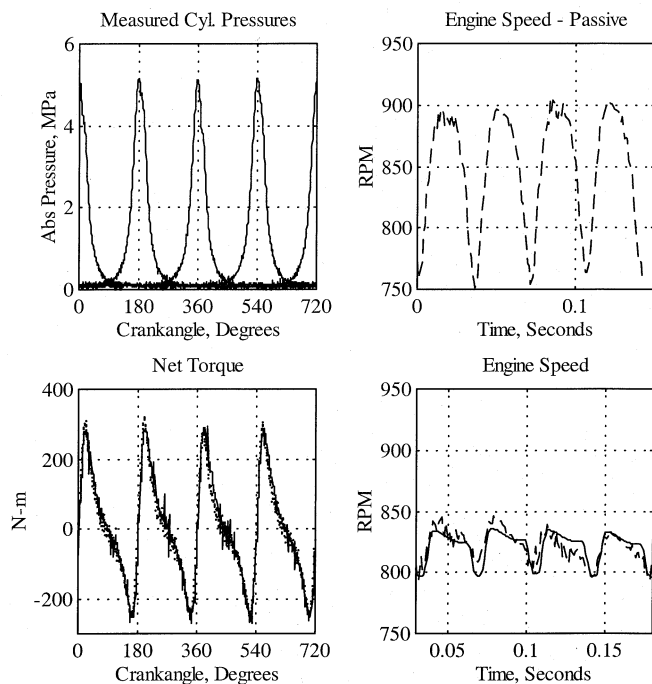 Measured Cyl. Pressures
Abs Pressure, MPa
6
4
2
0
0 180 360 540 720
Crankangle, Degrees
Engine Speed - Passive
RPM
950
900
850
800
750
0 0.1
Time, Seconds
Net Torque
N-m
400
200
0
-200
0 180 360 540 720
Crankangle, Degrees
Engine Speed
RPM
950
900
850
800
750
0.05 0.1 0.15
Time, Seconds